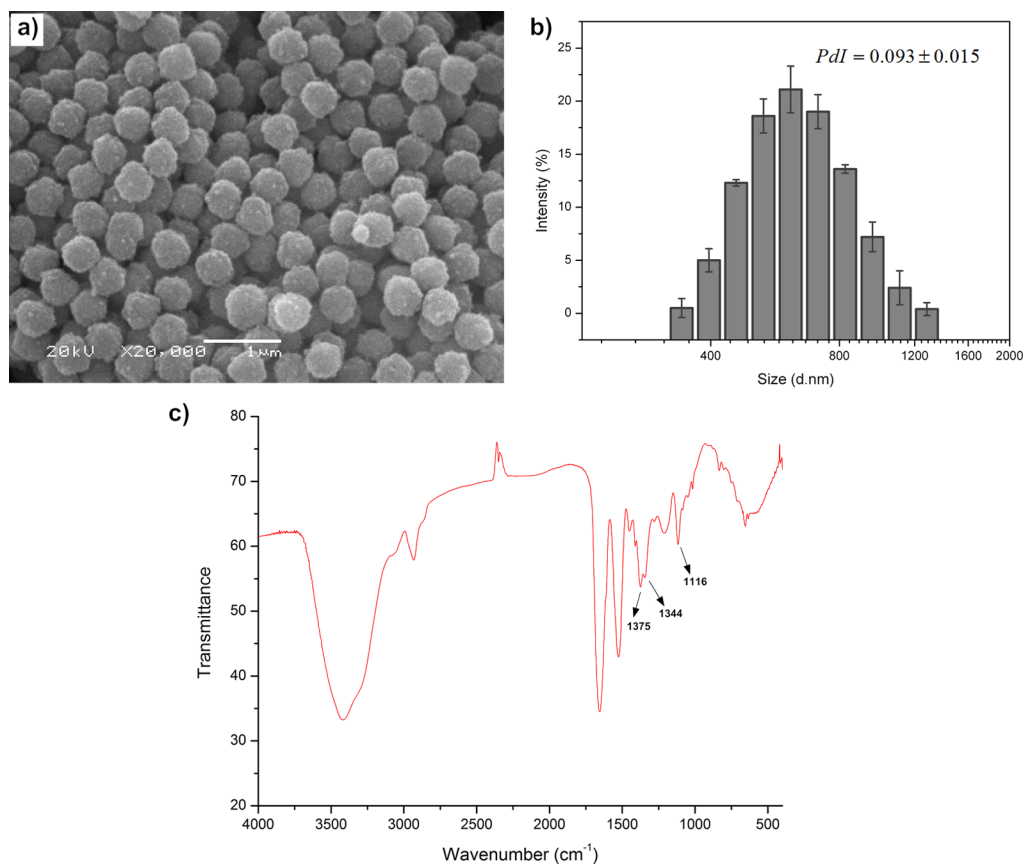 a)
20kV X20,000 1μm
b)
PdI = 0.093 ± 0.015
25
20
15
10
5
0
Intensity (%)
400 800 1200 1600 2000
Size (d.nm)
c)
80
70
60
50
40
30
20
Transmittance
1375
1344
1116
4000 3500 3000 2500 2000 1500 1000 500
Wavenumber (cm⁻¹)